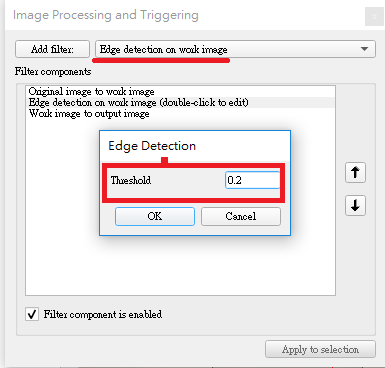 Image Processing and Triggering
Add filter:
Edge detection on work image
Filter components
Original image to work image
Edge detection on work image (double-click to edit)
Work image to output image
Edge Detection
Threshold
0.2
OK
Cancel
Filter component is enabled
Apply to selection